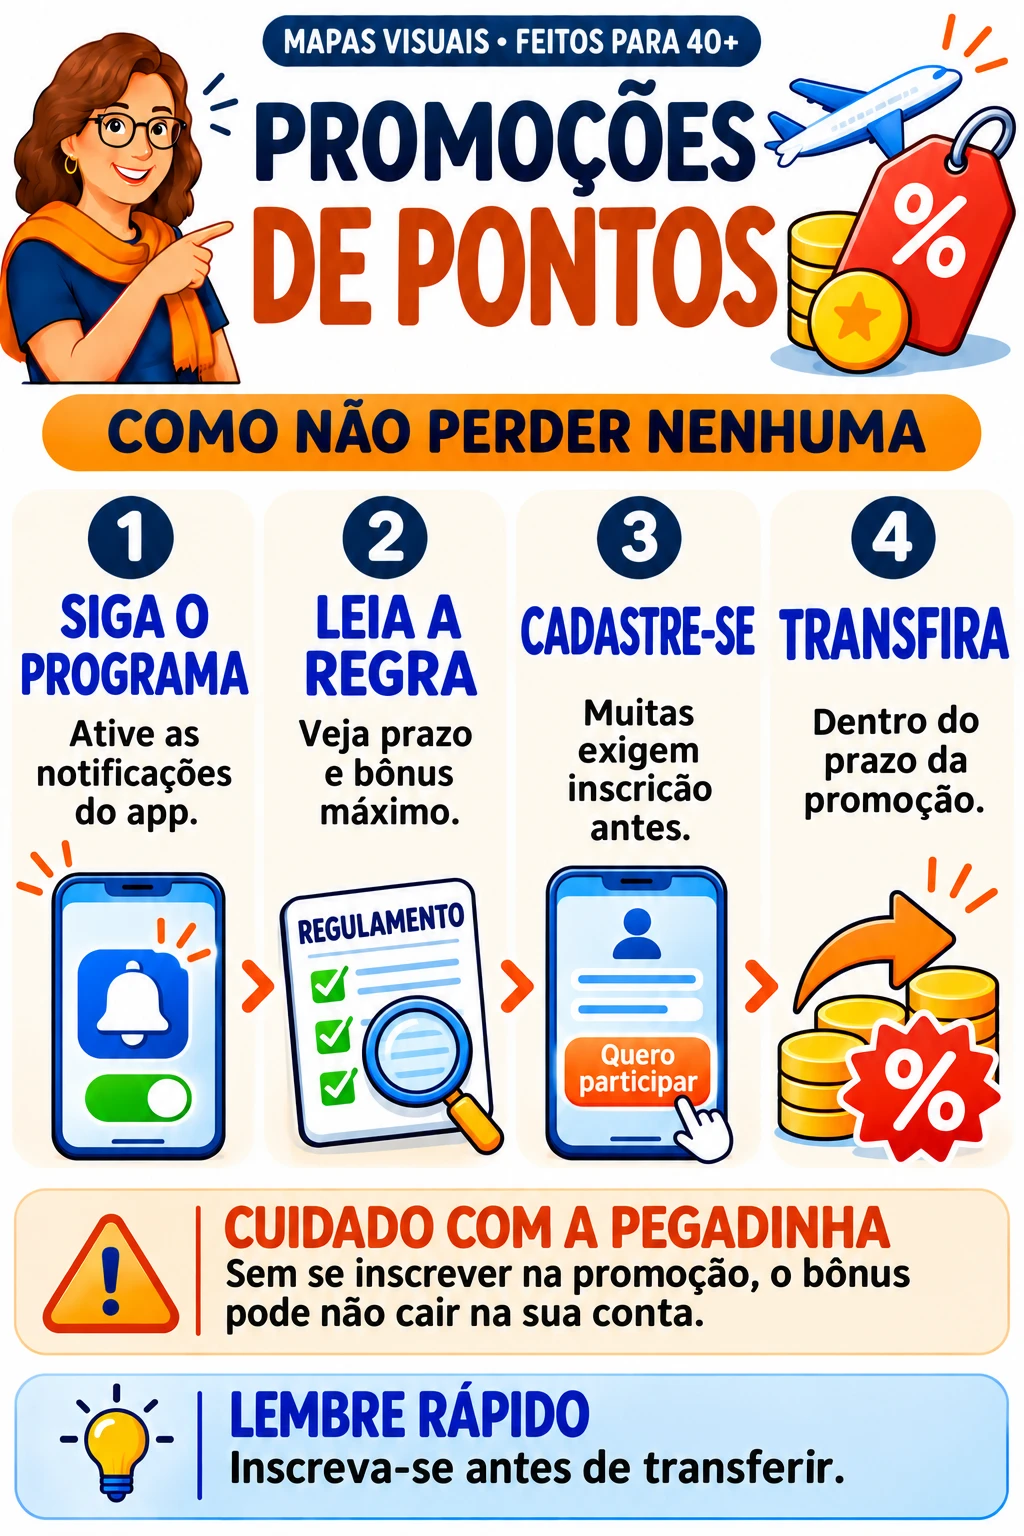 MAPAS VISUAIS • FEITOS PARA 40+
PROMOÇÕES
DE PONTOS
COMO NÃO PERDER NENHUMA
1
SIGA O
PROGRAMA
Ative as
notificações
do app.
2
LEIA A
REGRA
Veja prazo
e bônus
máximo.
REGULAMENTO
3
CADASTRE-SE
Muitas
exigem
inscricão
antes.
Quero
participar
4
TRANSFIRA
Dentro do
prazo da
promoção.
%
%
CUIDADO COM A PEGADINHA
Sem se inscrever na promoção, o bônus
pode não cair na sua conta.
LEMBRE RÁPIDO
Inscreva-se antes de transferir.